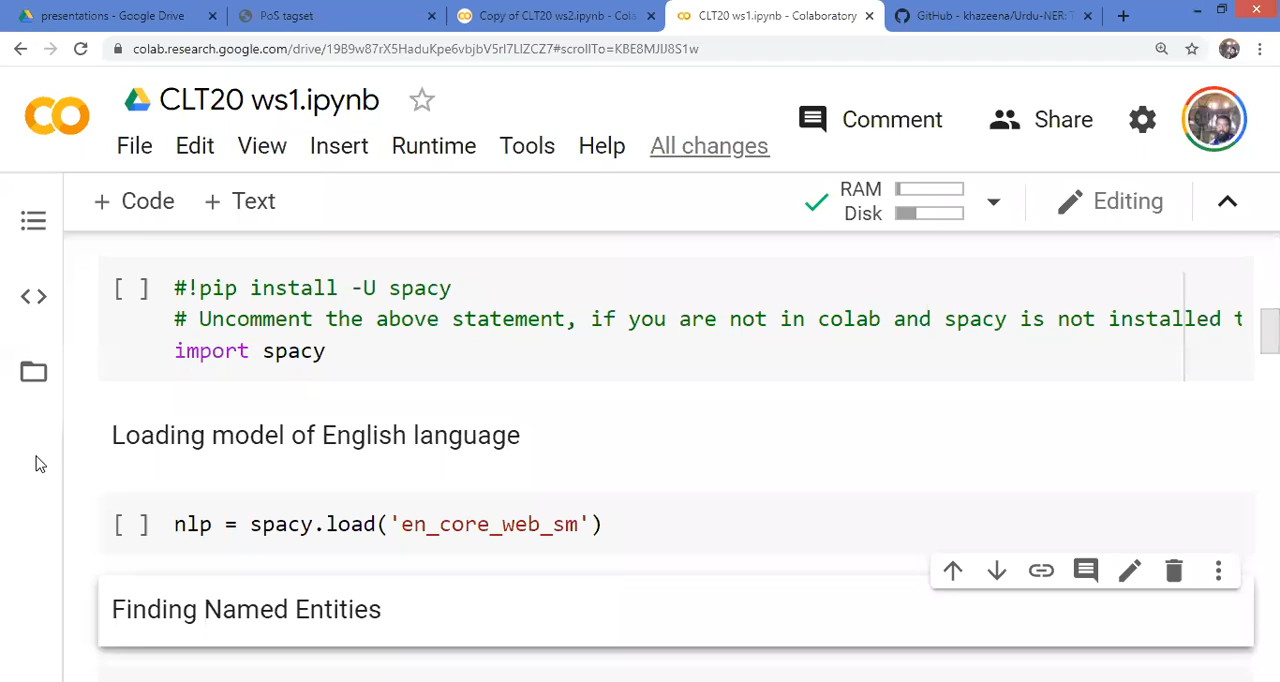 presentations - Google Drive
PoS tagset
Copy of CLT20 ws2.ipynb - Cola
CLT20 ws1.ipynb - Colaboratory
GitHub - khazeena/Urdu-NER: T
colab.research.google.com/drive/19B9w87rX5HaduKpe6vbjbV5rI7LIZCZ7#scrollTo=KBE8MJIJ8S1w
CLT20 ws1.ipynb
Comment
Share
File Edit View Insert Runtime Tools Help All changes
+ Code + Text
RAM
Disk
Editing
[ ] #!pip install -U spacy
# Uncomment the above statement, if you are not in colab and spacy is not installed t
import spacy
Loading model of English language
[ ] nlp = spacy.load('en_core_web_sm')
Finding Named Entities